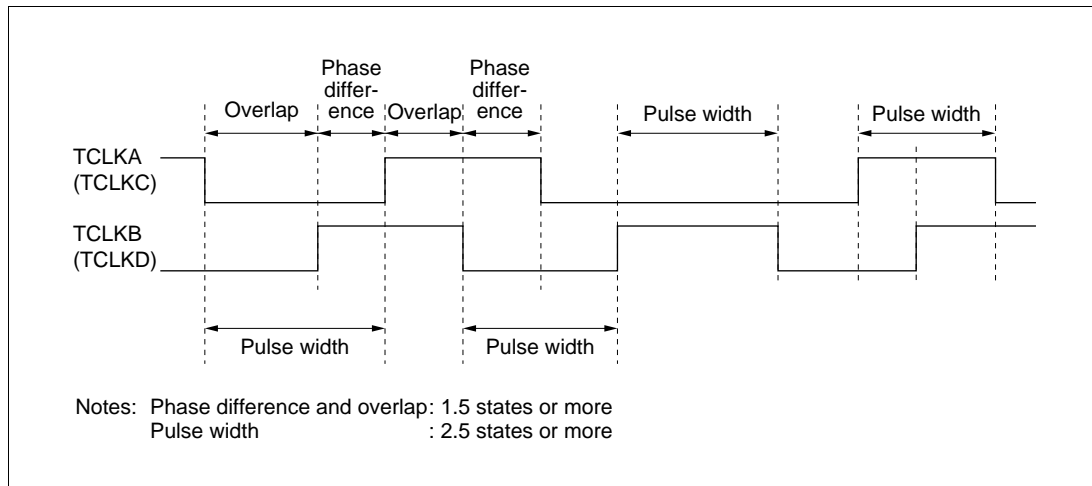 Phase
differ-
ence
Phase
differ-
ence
Overlap
Overlap
Pulse width
Pulse width
TCLKA
(TCLKC)
TCLKB
(TCLKD)
Pulse width
Pulse width
Notes: Phase difference and overlap : 1.5 states or more
Pulse width : 2.5 states or more